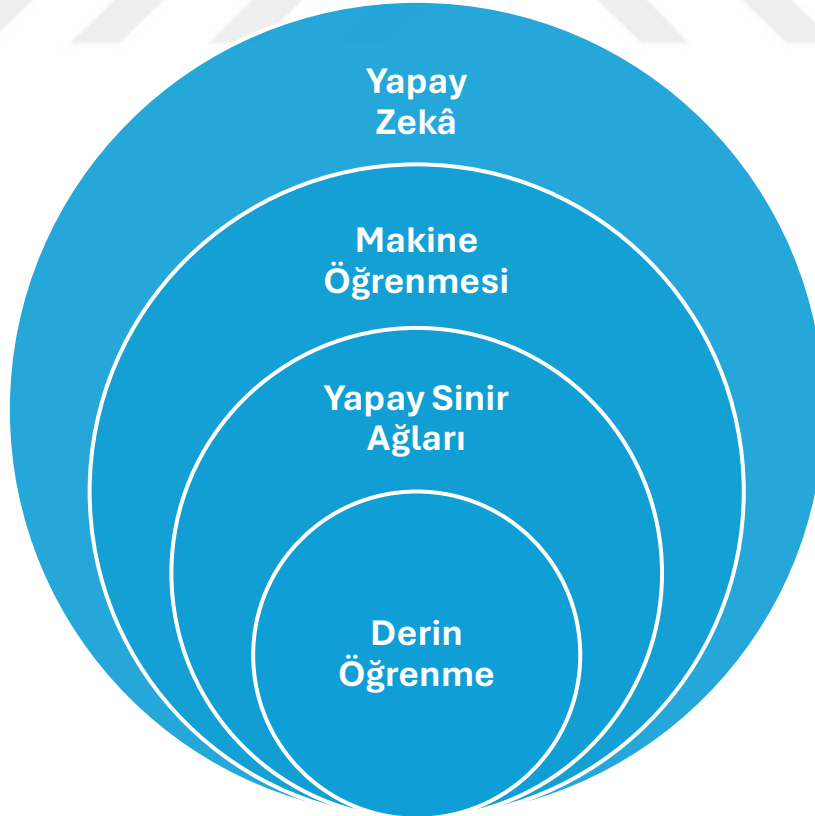 Yapay
Zekâ
Makine
Öğrenmesi
Yapay Sinir
Ağları
Derin
Öğrenme